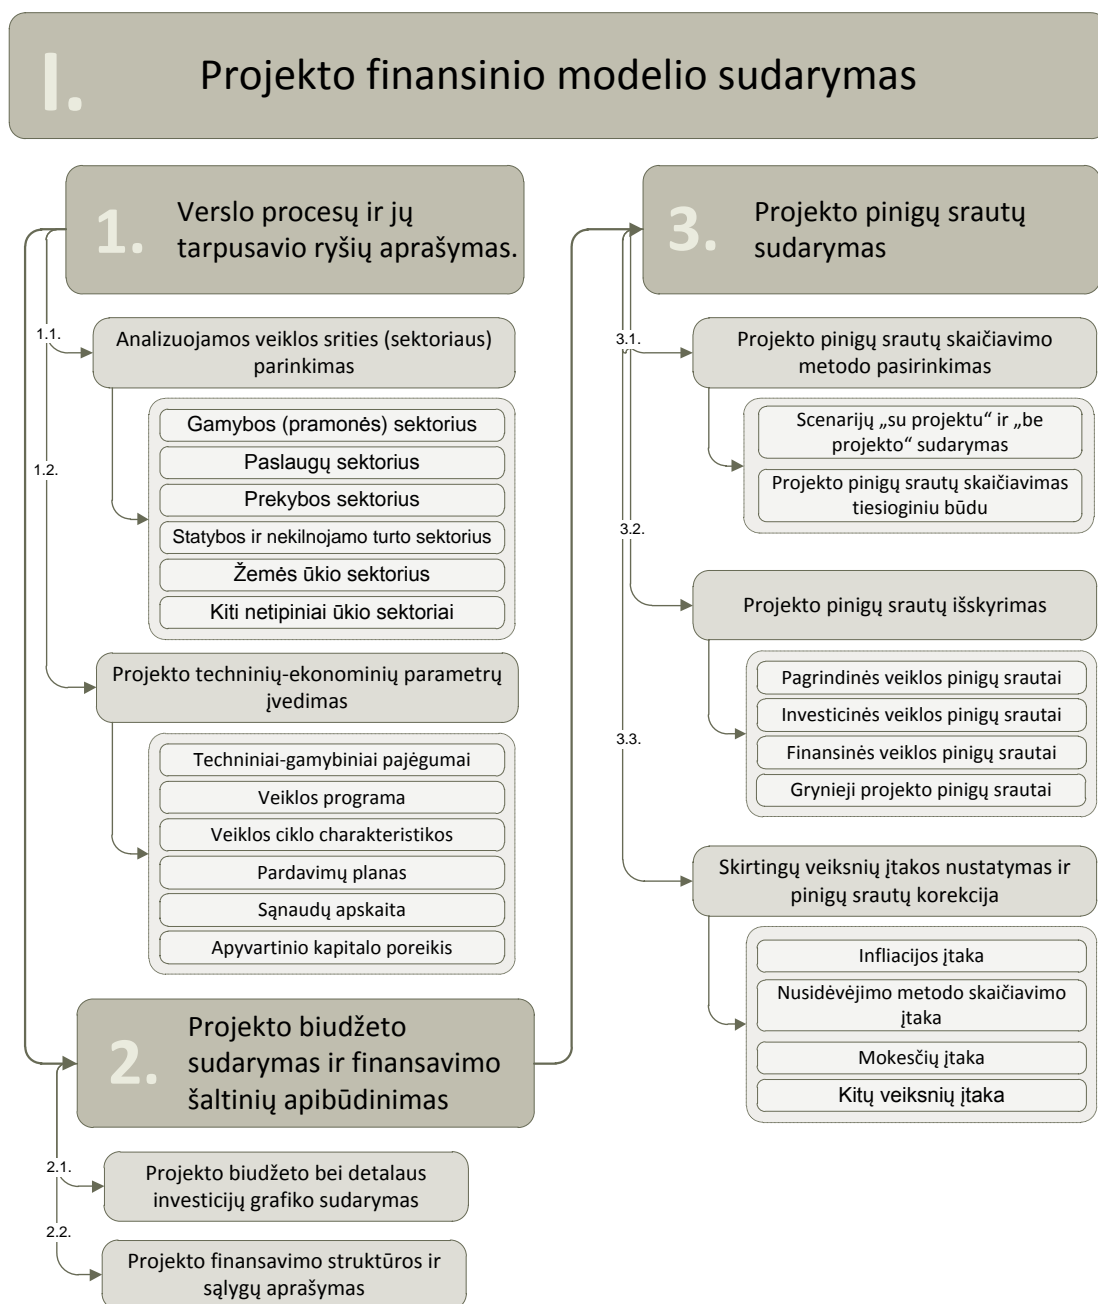 I.
Projekto finansinio modelio sudarymas
1.
Verslo procesų ir jų
tarpusavio ryšių aprašymas.
1.1.
Analizuojamos veiklos srities (sektoriaus)
parinkimas
Gamybos (pramonės) sektorius
Paslaugų sektorius
Prekybos sektorius
Statybos ir nekilnojamo turto sektorius
Žemės ūkio sektorius
Kiti netipiniai ūkio sektoriai
1.2.
Projekto techninių-ekonominių parametrų
įvedimas
Techniniai-gamybiniai pajėgumai
Veiklos programa
Veiklos ciklo charakteristikos
Pardavimų planas
Sąnaudų apskaita
Apyvartinio kapitalo poreikis
2.
Projekto biudžeto
sudarymas ir finansavimo
šaltinių apibūdinimas
2.1.
Projekto biudžeto bei detalaus
investicijų grafiko sudarymas
2.2.
Projekto finansavimo struktūros ir
sąlygų aprašymas
3.
Projekto pinigų srautų
sudarymas
3.1.
Projekto pinigų srautų skaičiavimo
metodo pasirinkimas
Scenarijų „su projektu“ ir „be
projekto“ sudarymas
Projekto pinigų srautų skaičiavimas
tiesioginiu būdu
3.2.
Projekto pinigų srautų išskyrimas
Pagrindinės veiklos pinigų srautai
Investicinės veiklos pinigų srautai
Finansinės veiklos pinigų srautai
Grynieji projekto pinigų srautai
3.3.
Skirtingų veiksnių įtakos nustatymas ir
pinigų srautų korekcija
Infliacijos įtaka
Nusidėvėjimo metodo skaičiavimo
įtaka
Mokesčių įtaka
Kitų veiksnių įtaka